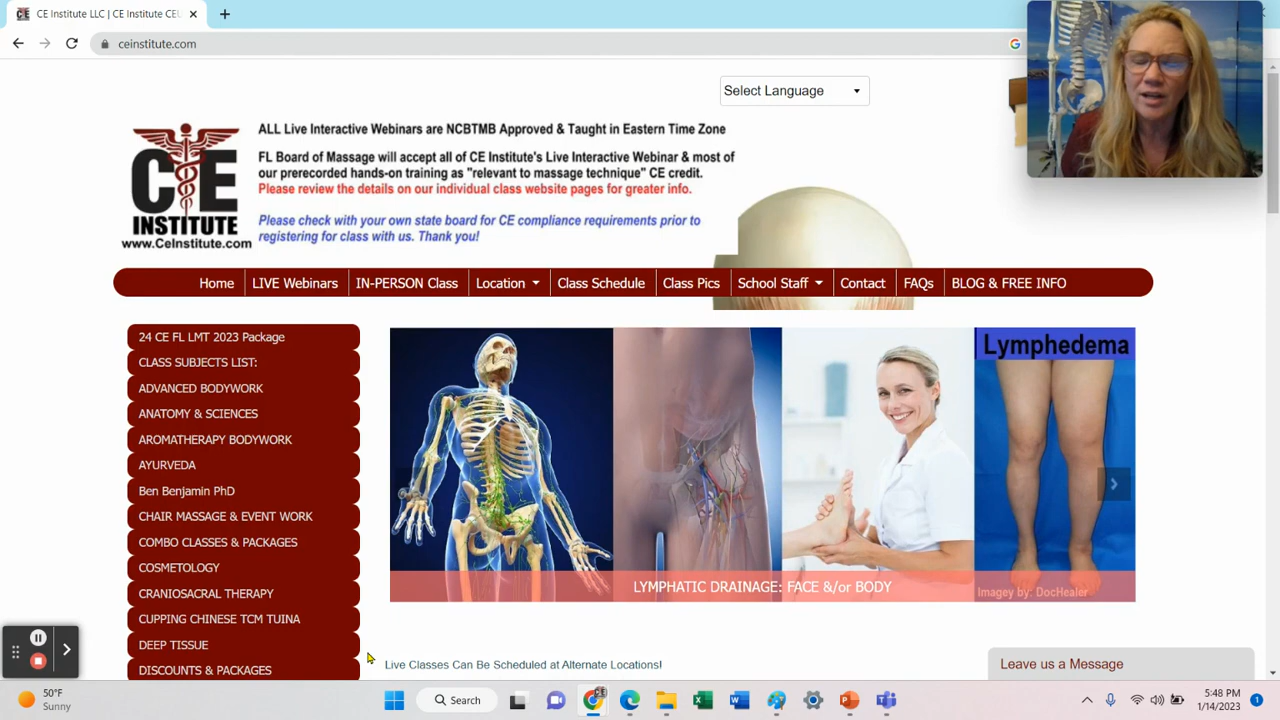 CE Institute LLC | CE Institute CEU
ceinstitute.com
Select Language
CE
INSTITUTE
www.CeInstitute.com
ALL Live Interactive Webinars are NCBTMB Approved & Taught in Eastern Time Zone
FL Board of Massage will accept all of CE Institute's Live Interactive Webinar & most of
our prerecorded hands-on training as "relevant to massage technique" CE credit.
Please review the details on our individual class website pages for greater info.
Please check with your own state board for CE compliance requirements prior to
registering for class with us. Thank you!
Home LIVE Webinars IN-PERSON Class Location Class Schedule Class Pics School Staff Contact FAQs BLOG & FREE INFO
24 CE FL LMT 2023 Package
CLASS SUBJECTS LIST:
ADVANCED BODYWORK
ANATOMY & SCIENCES
AROMATHERAPY BODYWORK
AYURVEDA
Ben Benjamin PhD
CHAIR MASSAGE & EVENT WORK
COMBO CLASSES & PACKAGES
COSMETOLOGY
CRANIOSACRAL THERAPY
CUPPING CHINESE TCM TUINA
DEEP TISSUE
DISCOUNTS & PACKAGES
Lymphedema
LYMPHATIC DRAINAGE: FACE &/or BODY
Imagey by: DocHealer
Live Classes Can Be Scheduled at Alternate Locations!
Leave us a Message
50°F
Sunny
Search
5:48 PM
1/14/2023